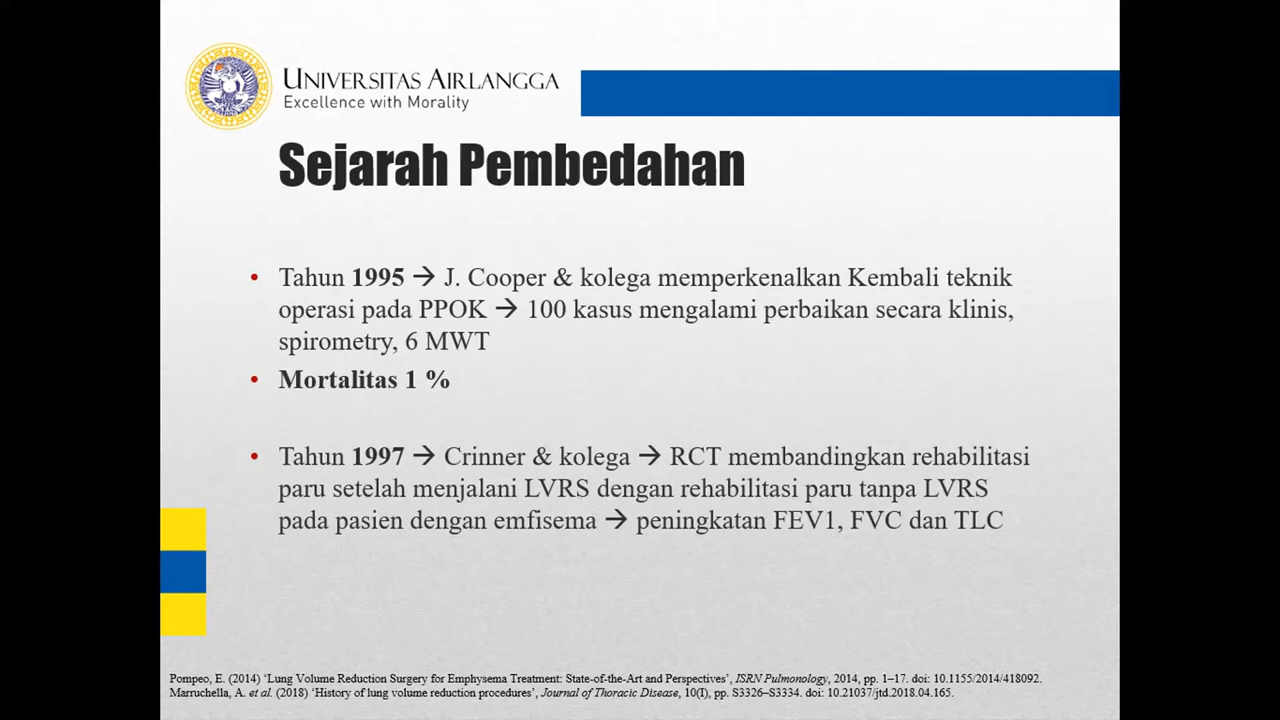 UNIVERSITAS AIRLANGGA
Excellence with Morality
Sejarah Pembedahan
• Tahun 1995 → J. Cooper & kolega memperkenalkan Kembali teknik
operasi pada PPOK → 100 kasus mengalami perbaikan secara klinis,
spirometry, 6 MWT
• Mortalitas 1 %
• Tahun 1997 → Crinner & kolega → RCT membandingkan rehabilitasi
paru setelah menjalani LVRS dengan rehabilitasi paru tanpa LVRS
pada pasien dengan emfisema → peningkatan FEV1, FVC dan TLC
Pompeo, E. (2014) ‘Lung Volume Reduction Surgery for Emphysema Treatment: State-of-the-Art and Perspectives’, ISRN Pulmonology, 2014, pp. 1–17. doi: 10.1155/2014/418092.
Marruchella, A. et al. (2018) ‘History of lung volume reduction procedures’, Journal of Thoracic Disease, 10(I), pp. S3326–S3334. doi: 10.21037/jtd.2018.04.165.